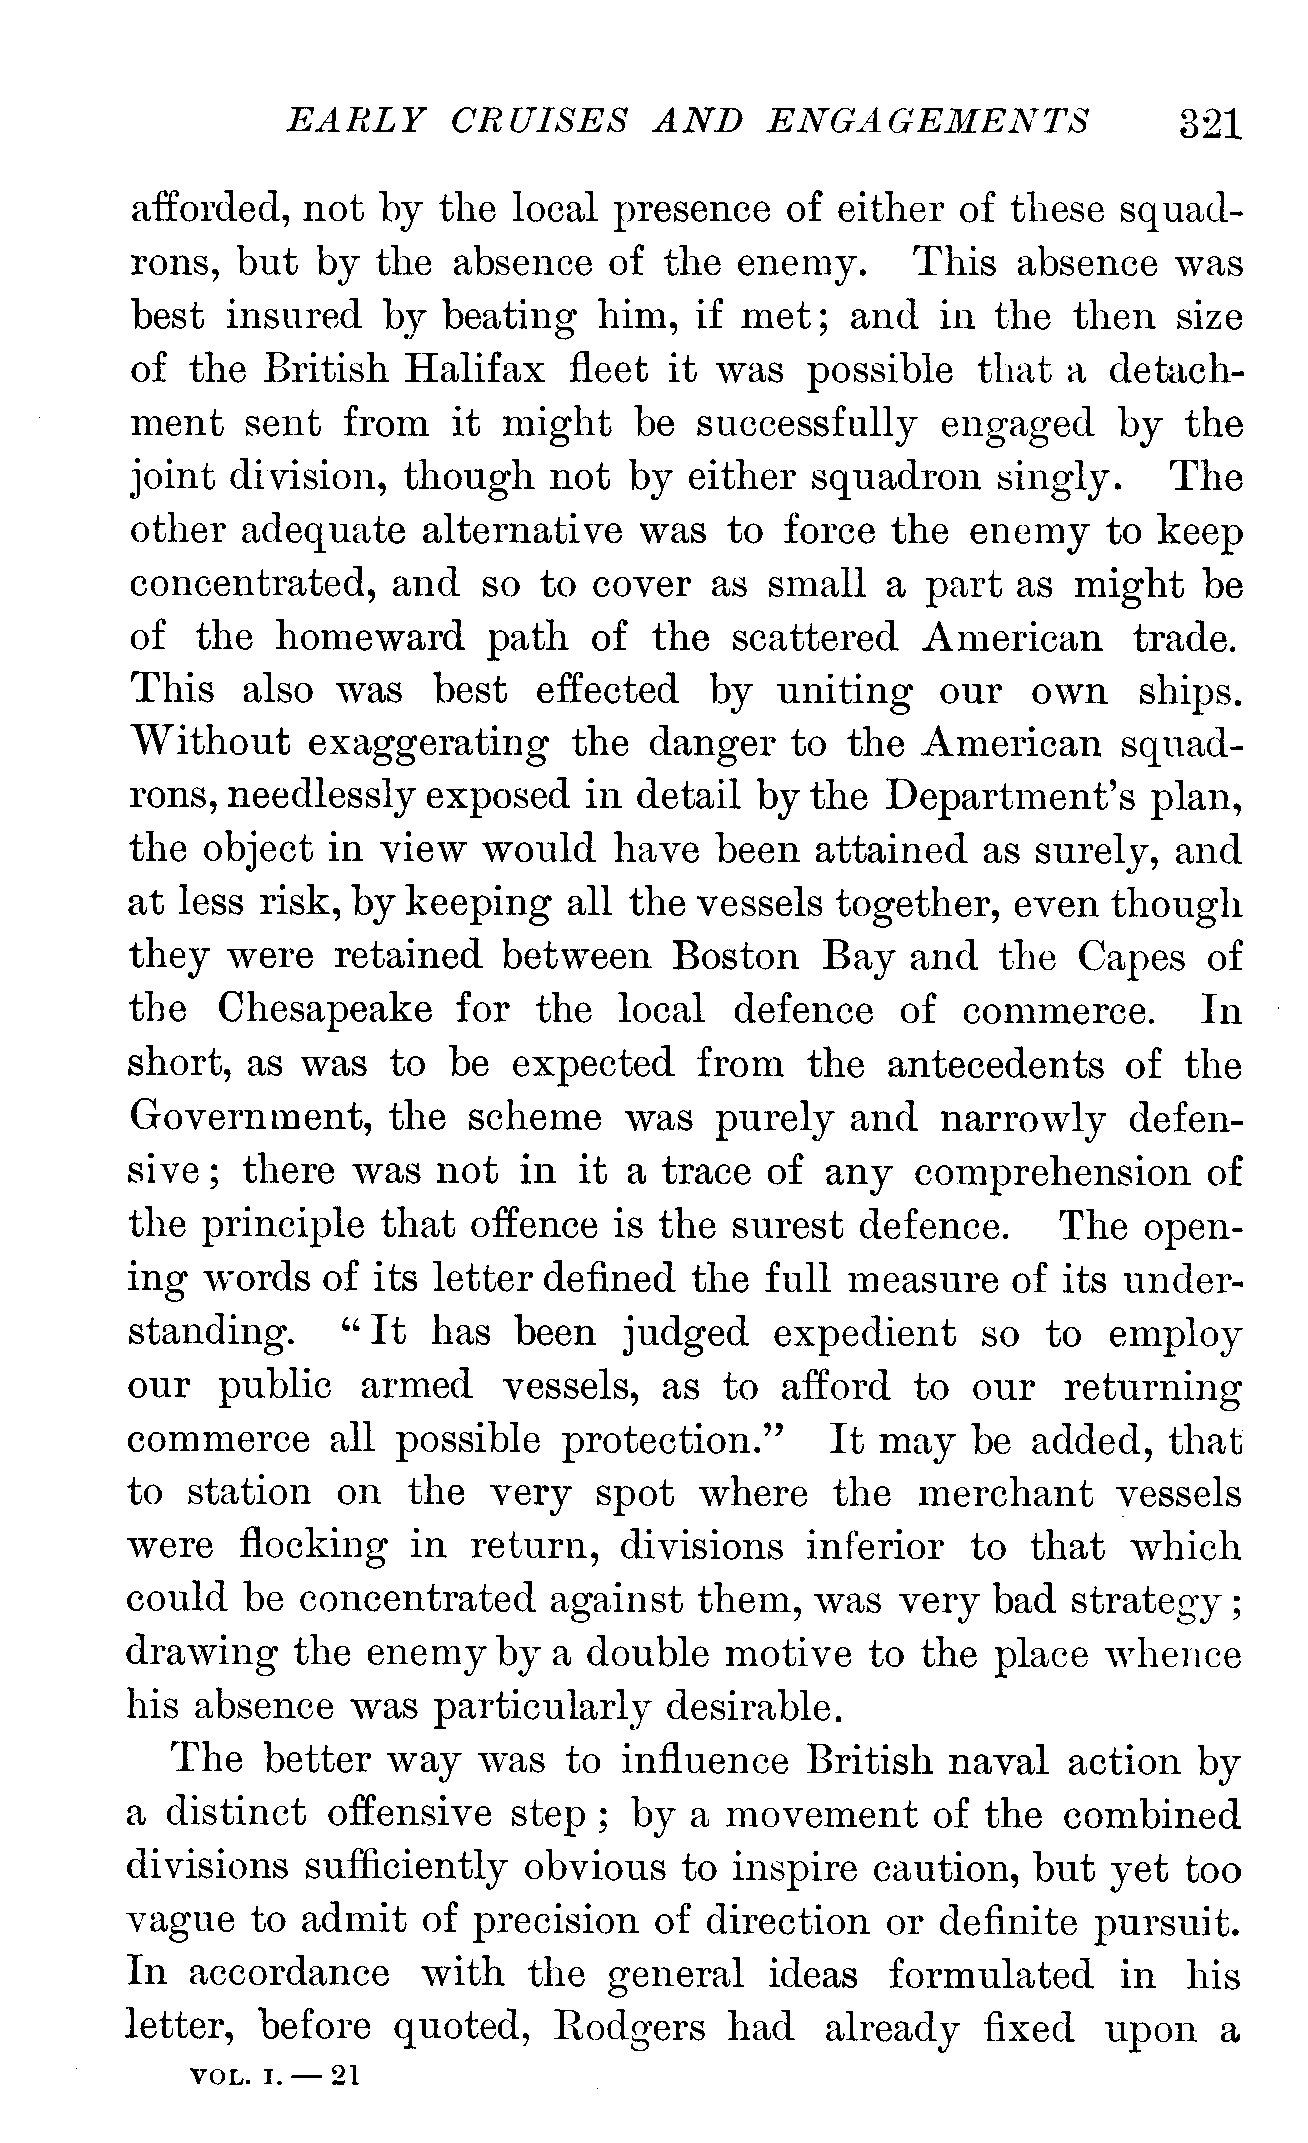 EARLY CRUISES AND ENGAGEMENTS 321
afforded, not by the local presence of either of these squad-
rons, but by the absence of the enemy. This absence was
best insured by beating him, if met; and in the then size
of the British Halifax fleet it was possible that a detach-
ment sent from it might be successfully engaged by the
joint division, though not by either squadron singly. The
other adequate alternative was to force the enemy to keep
concentrated, and so to cover as small a part as might be
of the homeward path of the scattered American trade.
This also was best effected by uniting our own ships.
Without exaggerating the danger to the American squad-
rons, needlessly exposed in detail by the Department's plan,
the object in view would have been attained as surely, and
at less risk, by keeping all the vessels together, even though
they were retained between Boston Bay and the Capes of
the Chesapeake for the local defence of commerce. In
short, as was to be expected from the antecedents of the
Government, the scheme was purely and narrowly defen-
sive; there was not in it a trace of any comprehension of
the principle that offence is the surest defence. The open-
ing words of its letter defined the full measure of its under-
standing. "It has been judged expedient so to employ
our public armed vessels, as to afford to our returning
commerce all possible protection." It may be added, that
to station on the very spot where the merchant vessels
were flocking in return, divisions inferior to that which
could be concentrated against them, was very bad strategy;
drawing the enemy by a double motive to the place whence
his absence was particularly desirable.
The better way was to influence British naval action by
a distinct offensive step; by a movement of the combined
divisions sufficiently obvious to inspire caution, but yet too
vague to admit of precision of direction or definite pursuit.
In accordance with the general ideas formulated in his
letter, before quoted, Rodgers had already fixed upon a
VOL. I. — 21